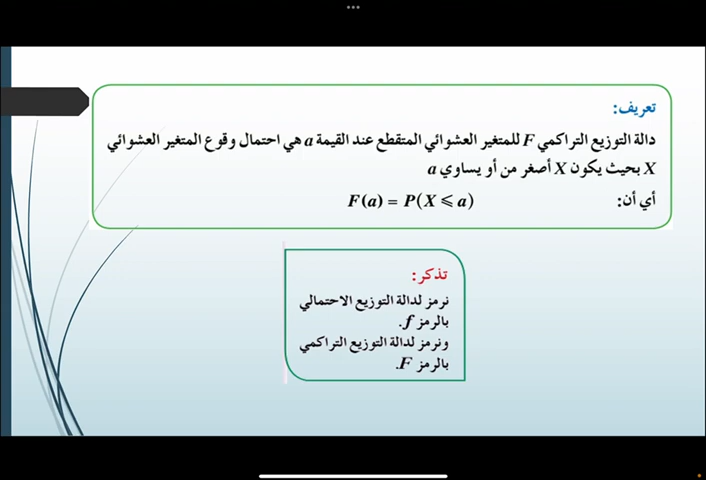 تعريف:
دالة التوزيع التراكمي F للمتغير العشوائي المتقطع عند القيمة a هي احتمال وقوع المتغير العشوائي
X بحيث يكون X أصغر من أو يساوي a
أي أن: F(a) = P(X ⩽ a)
تذكر:
نرمز لدالة التوزيع الاحتمالي
بالرمز f.
ونرمز لدالة التوزيع التراكمي
بالرمز F.